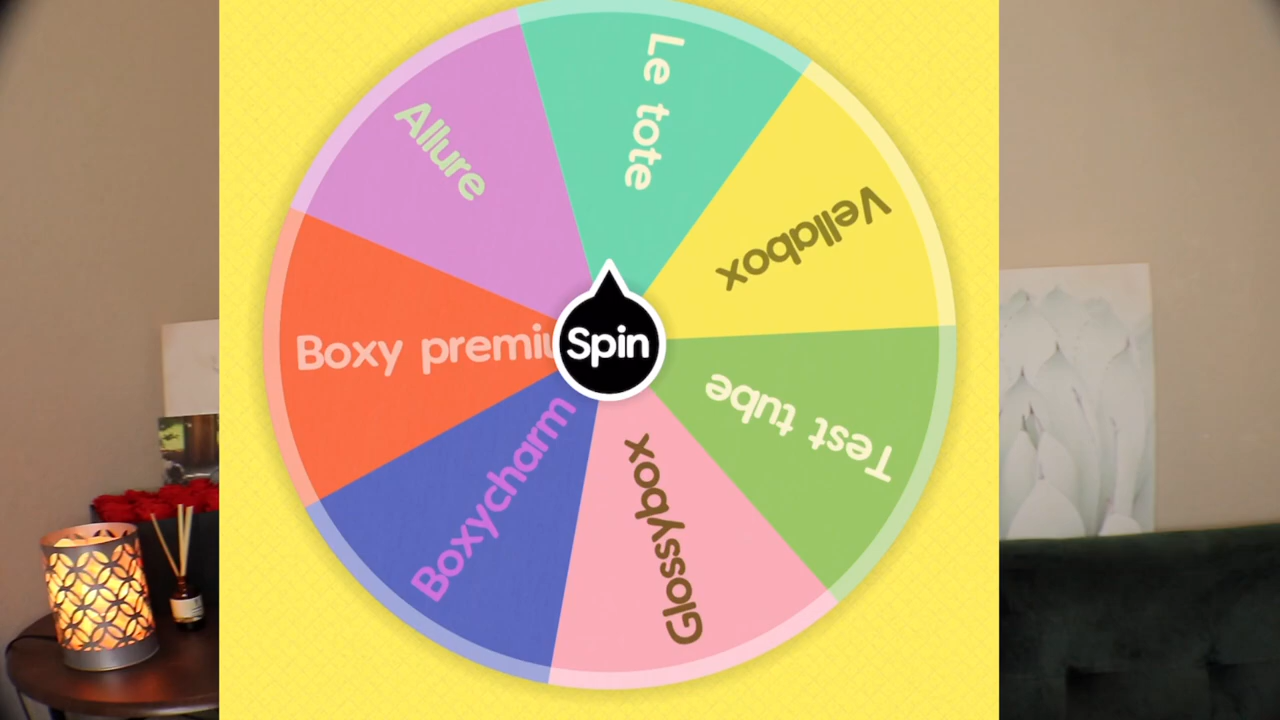 Le tote
Vellabox
Test tube
Glossybox
Boxycharm
Boxy premiu
Allure
Spin